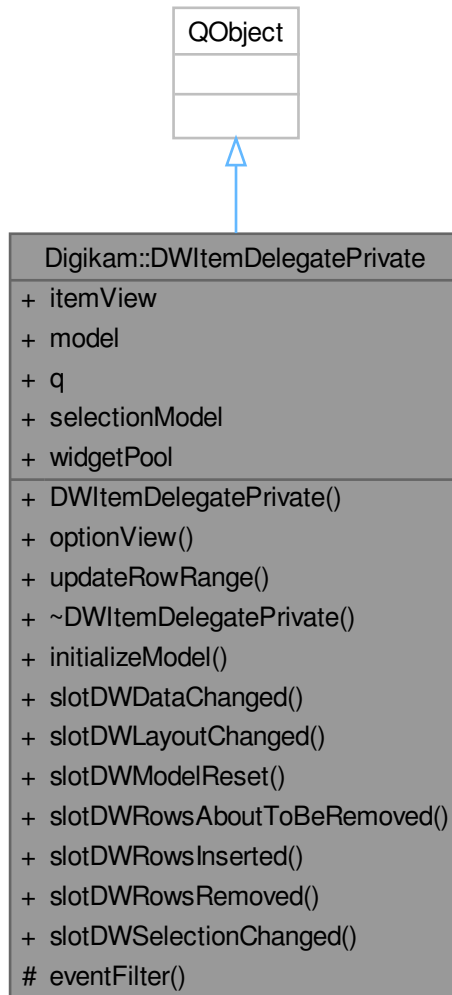 QObject
Digikam::DWItemDelegatePrivate
+ itemView
+ model
+ q
+ selectionModel
+ widgetPool
+ DWItemDelegatePrivate()
+ optionView()
+ updateRowRange()
+ ~DWItemDelegatePrivate()
+ initializeModel()
+ slotDWDataChanged()
+ slotDWLayoutChanged()
+ slotDWModelReset()
+ slotDWRowsAboutToBeRemoved()
+ slotDWRowsInserted()
+ slotDWRowsRemoved()
+ slotDWSelectionChanged()
# eventFilter()